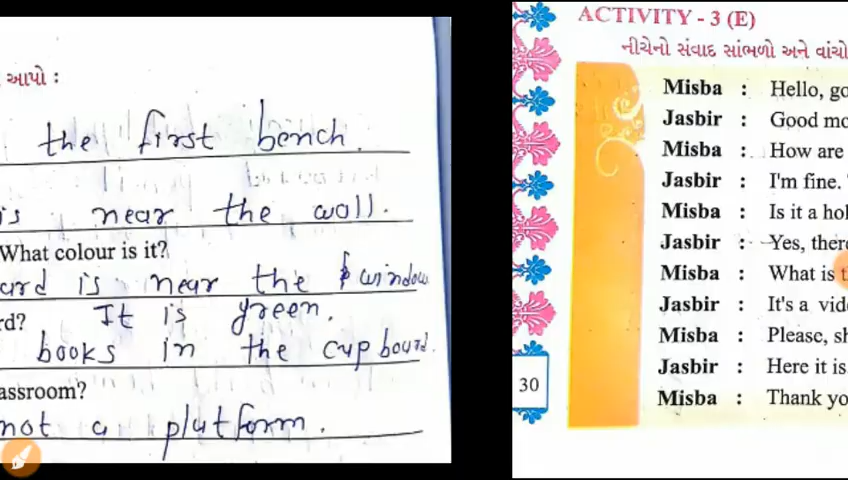 આપો :
the first bench.
is near the wall.
What colour is it?
ard is near the window
rd? It is green.
books in the cupboard.
assroom?
not a platform.
ACTIVITY - 3 (E)
નીચેનો સંવાદ સાંભળો અને વાંચો
Misba : Hello, go
Jasbir : Good mo
Misba : How are
Jasbir : I'm fine.
Misba : Is it a hol
Jasbir : Yes, there
Misba : What is t
Jasbir : It's a vide
Misba : Please, sh
Jasbir : Here it is.
Misba : Thank yo
30